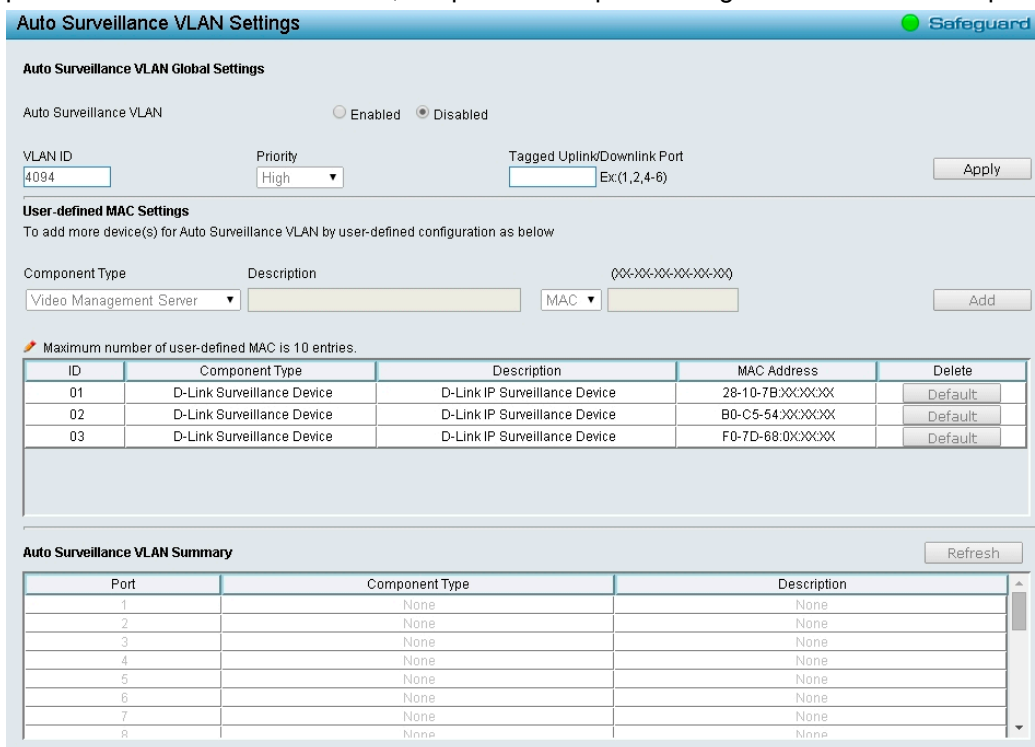 Auto Surveillance VLAN Settings Safeguard
Auto Surveillance VLAN Global Settings
Auto Surveillance VLAN Enabled Disabled
VLAN ID Priority Tagged Uplink/Downlink Port
4094 High Ex:(1,2,4-6) Apply
User-defined MAC Settings
To add more device(s) for Auto Surveillance VLAN by user-defined configuration as below
Component Type Description (XX-XX-XX-XX-XX-XX)
Video Management Server MAC Add
Maximum number of user-defined MAC is 10 entries.
ID Component Type Description MAC Address Delete
01 D-Link Surveillance Device D-Link IP Surveillance Device 28-10-7B:XX:XX:XX Default
02 D-Link Surveillance Device D-Link IP Surveillance Device B0-C5-54:XX:XX:XX Default
03 D-Link Surveillance Device D-Link IP Surveillance Device F0-7D-68:0X:XX:XX Default
Auto Surveillance VLAN Summary Refresh
Port Component Type Description
1 None None
2 None None
3 None None
4 None None
5 None None
6 None None
7 None None
8 None None